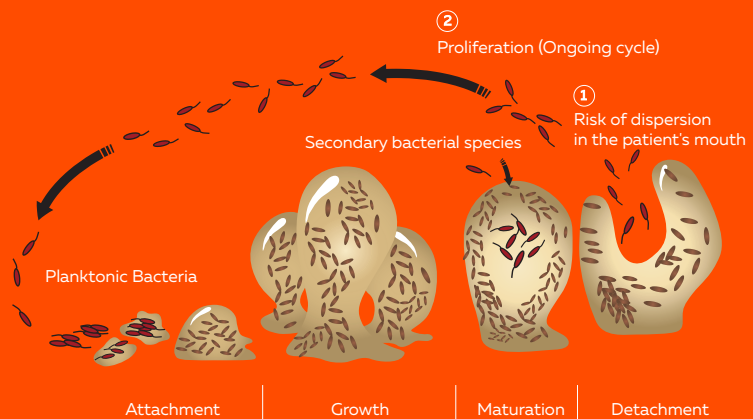 2
Proliferation (Ongoing cycle)
1
Risk of dispersion
in the patient's mouth
Secondary bacterial species
Planktonic Bacteria
Attachment
Growth
Maturation
Detachment